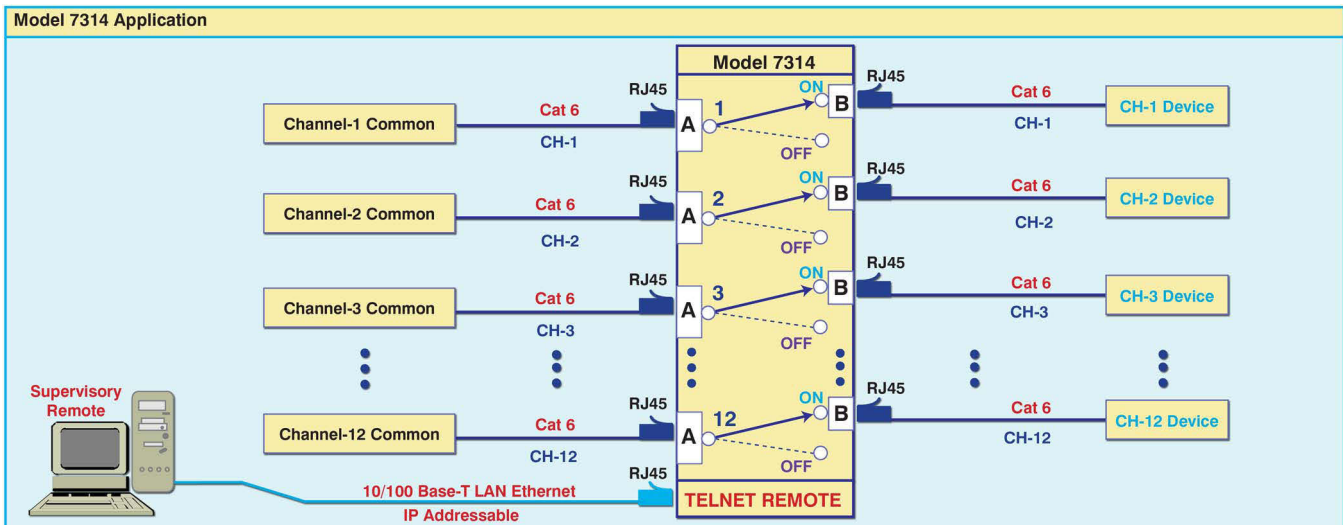 Model 7314 Application
Model 7314
RJ45
Cat 6
Channel-1 Common
CH-1
A
1
ON
OFF
B
RJ45
Cat 6
CH-1
CH-1 Device
RJ45
Cat 6
Channel-2 Common
CH-2
A
2
ON
OFF
B
RJ45
Cat 6
CH-2
CH-2 Device
RJ45
Cat 6
Channel-3 Common
CH-3
A
3
ON
OFF
B
RJ45
Cat 6
CH-3
CH-3 Device
Supervisory
Remote
RJ45
Cat 6
Channel-12 Common
CH-12
A
12
ON
OFF
B
RJ45
Cat 6
CH-12
CH-12 Device
RJ45
10/100 Base-T LAN Ethernet
IP Addressable
TELNET REMOTE